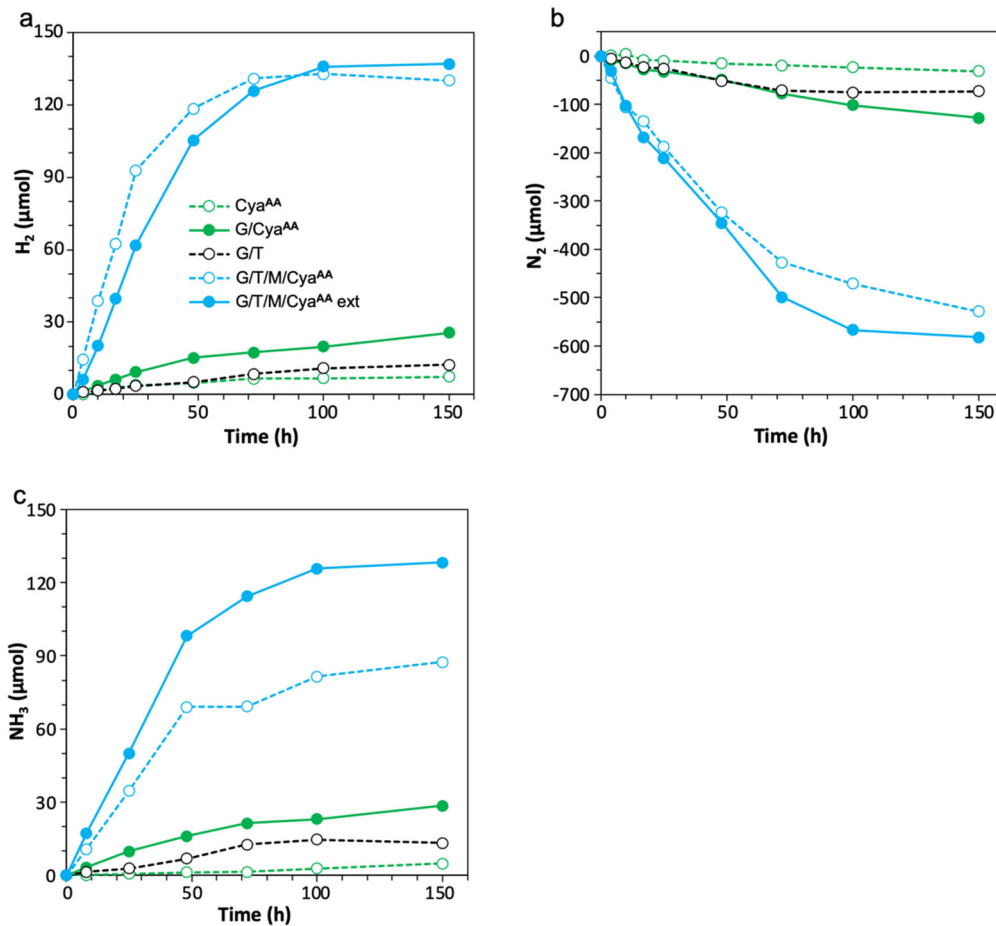 a
150
120
90
60
30
0
H₂ (µmol)
Cyaᴬᴬ
G/Cyaᴬᴬ
G/T
G/T/M/Cyaᴬᴬ
G/T/M/Cyaᴬᴬ ext
0
50
100
150
Time (h)
b
0
-100
-200
-300
-400
-500
-600
-700
N₂ (µmol)
0
50
100
150
Time (h)
c
150
120
90
60
30
0
NH₃ (µmol)
0
50
100
150
Time (h)